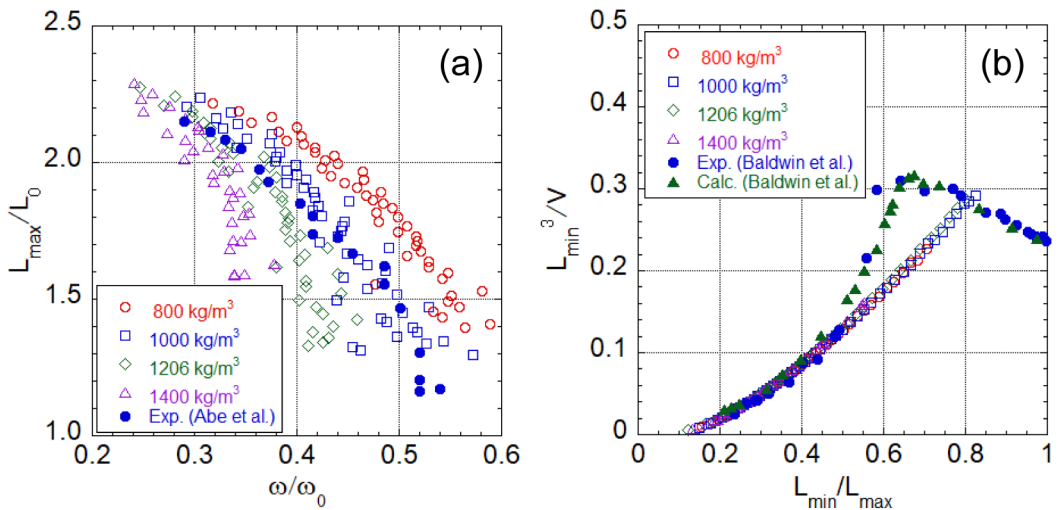 (a)
2.5
2.0
1.5
1.0
L_max/L_0
800 kg/m³
1000 kg/m³
1206 kg/m³
1400 kg/m³
Exp. (Abe et al.)
0.2
0.3
0.4
0.5
0.6
ω/ω_0
(b)
0.5
0.4
0.3
0.2
0.1
0
L_min³/V
800 kg/m³
1000 kg/m³
1206 kg/m³
1400 kg/m³
Exp. (Baldwin et al.)
Calc. (Baldwin et al.)
0
0.2
0.4
0.6
0.8
1
L_min/L_max